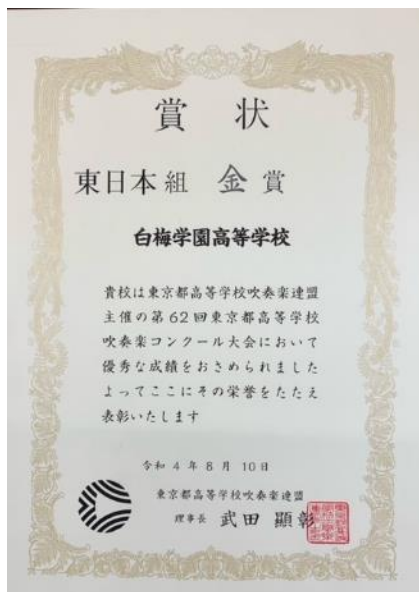 賞状
東日本組 金賞
白梅学園高等学校
貴校は東京都高等学校吹奏楽連盟
主催の第62回東京都高等学校
吹奏楽コンクール大会において
優秀な成績をおさめられました
よってここにその栄誉をたたえ
表彰いたします
令和4年8月10日
東京都高等学校吹奏楽連盟
理事長 武田 顯彰